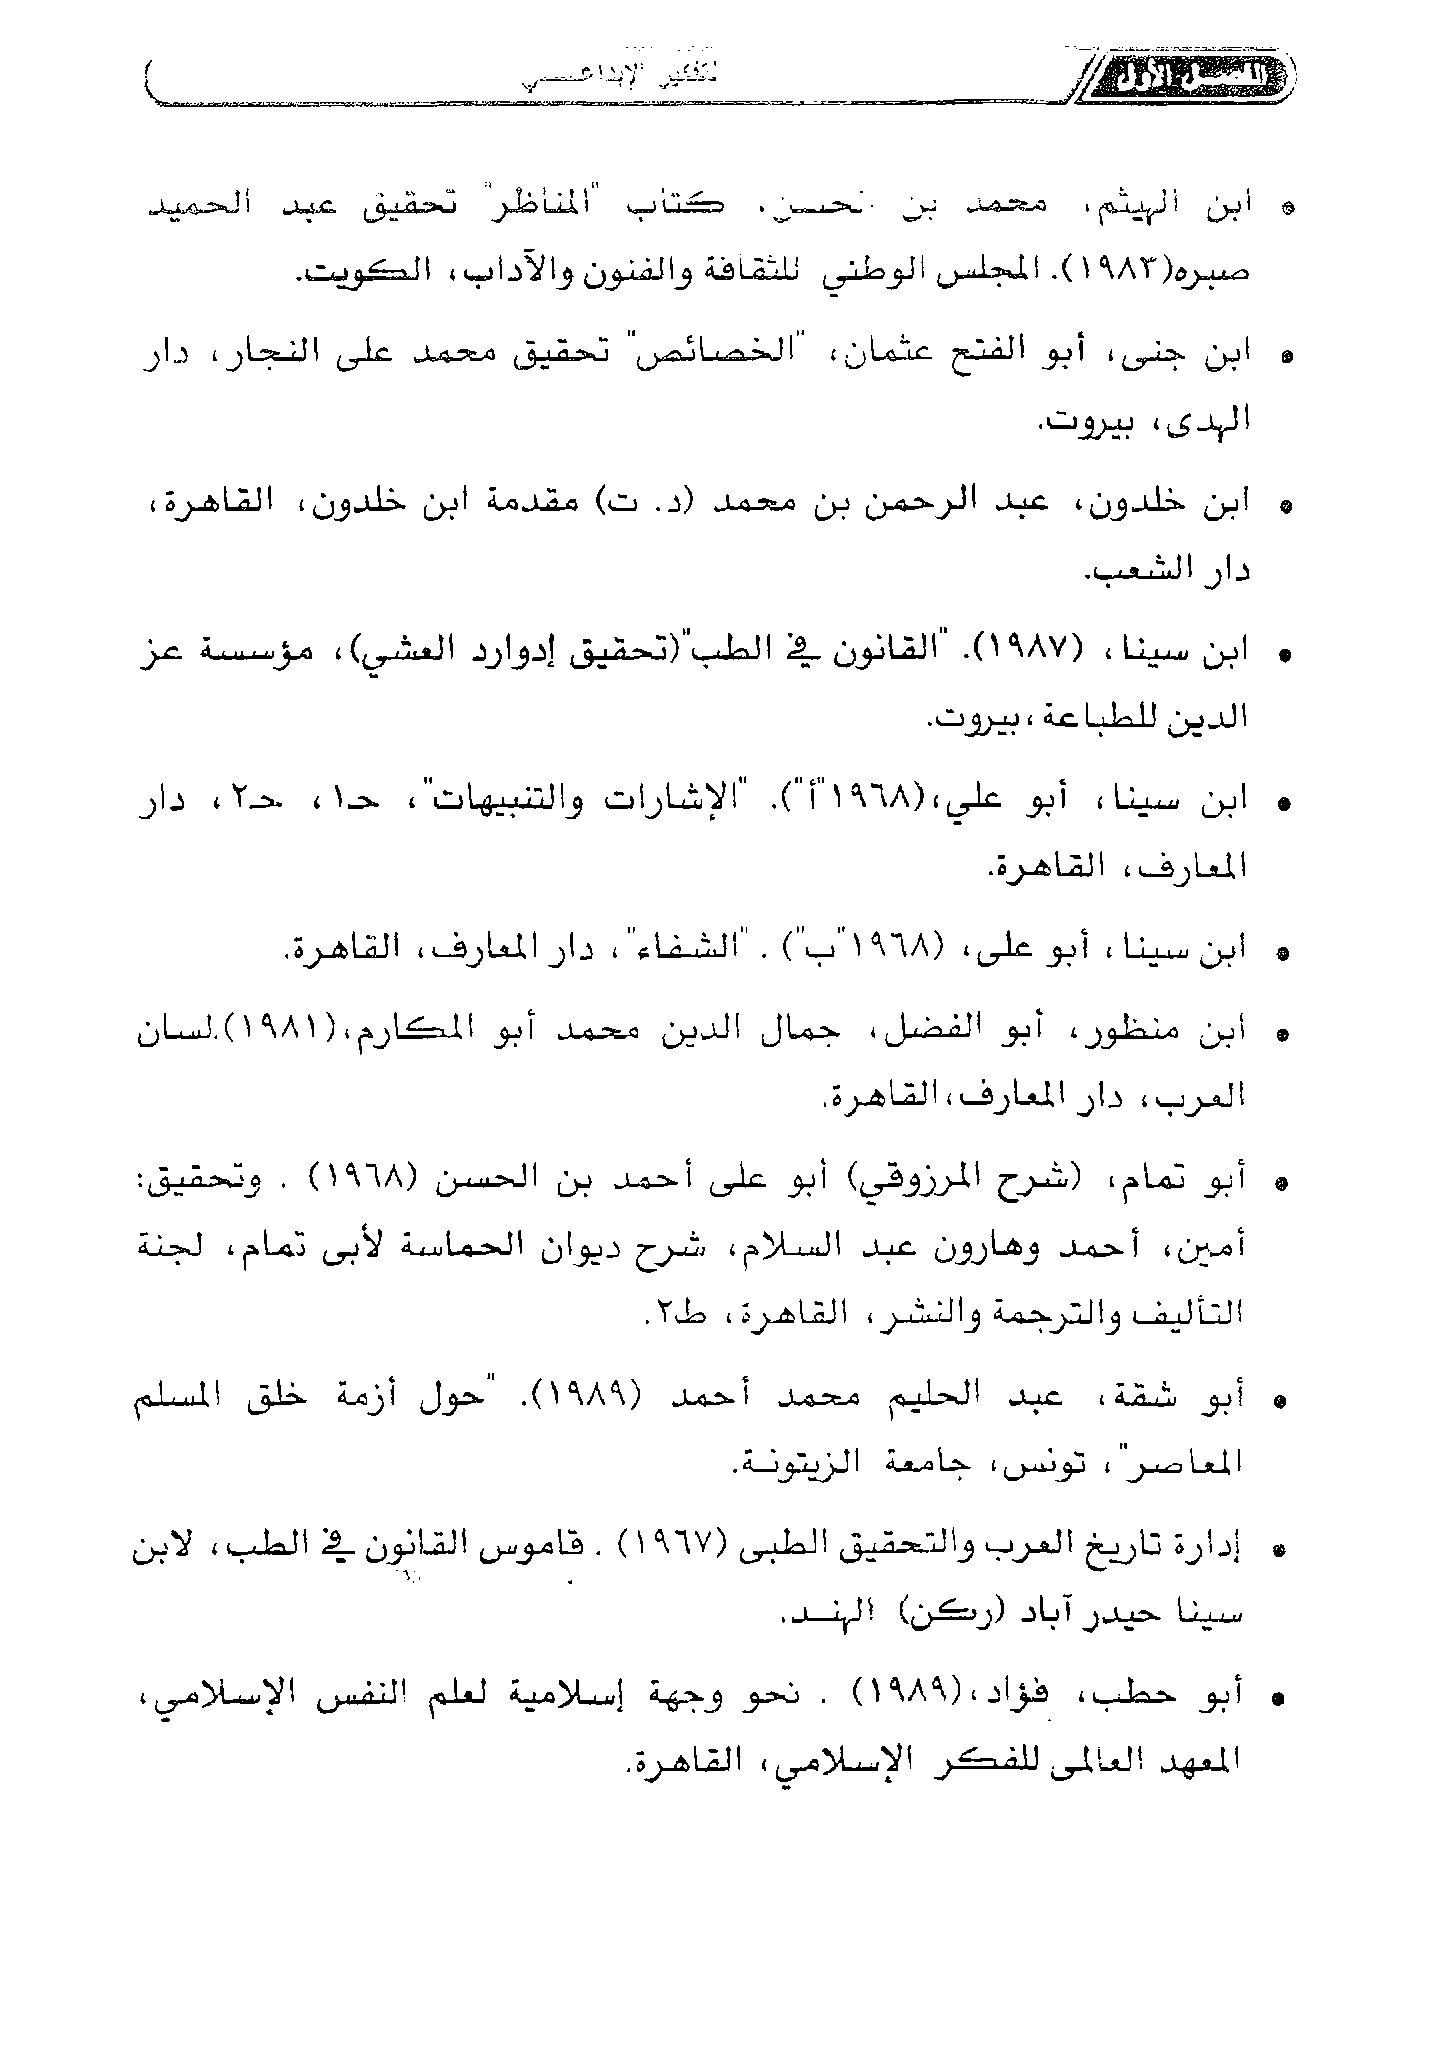 الفصل الأول
التفكير الإبداعي
• ابن الهيثم، محمد بن الحسن. كتاب "المناظر" تحقيق عبد الحميد
صبره(١٩٨٣). المجلس الوطني للثقافة والفنون والآداب، الكويت.
• ابن جنى، أبو الفتح عثمان، "الخصائص" تحقيق محمد على النجار، دار
الهدى، بيروت.
• ابن خلدون، عبد الرحمن بن محمد (د. ت) مقدمة ابن خلدون، القاهرة،
دار الشعب.
• ابن سينا، (١٩٨٧). "القانون في الطب"(تحقيق إدوارد العشي)، مؤسسة عز
الدين للطباعة،بيروت.
• ابن سينا، أبو علي،(١٩٦٨"أ"). "الإشارات والتنبيهات"، حـ١، حـ٢، دار
المعارف، القاهرة.
• ابن سينا، أبو على، (١٩٦٨"ب") . "الشفاء"، دار المعارف، القاهرة.
• ابن منظور، أبو الفضل، جمال الدين محمد أبو المكارم،(١٩٨١).لسان
العرب، دار المعارف،القاهرة.
• أبو تمام، (شرح المرزوقي) أبو على أحمد بن الحسن (١٩٦٨) . وتحقيق:
أمين، أحمد وهارون عبد السلام، شرح ديوان الحماسة لأبى تمام، لجنة
التأليف والترجمة والنشر، القاهرة، ط٢.
• أبو شقة، عبد الحليم محمد أحمد (١٩٨٩). "حول أزمة خلق المسلم
المعاصر"، تونس، جامعة الزيتونة.
• إدارة تاريخ العرب والتحقيق الطبى (١٩٦٧) . قاموس القانون في الطب، لابن
سينا حيدر آباد (ركن) الهند.
• أبو حطب، فؤاد،(١٩٨٩) . نحو وجهة إسلامية لعلم النفس الإسلامي،
المعهد العالمى للفكر الإسلامي، القاهرة.